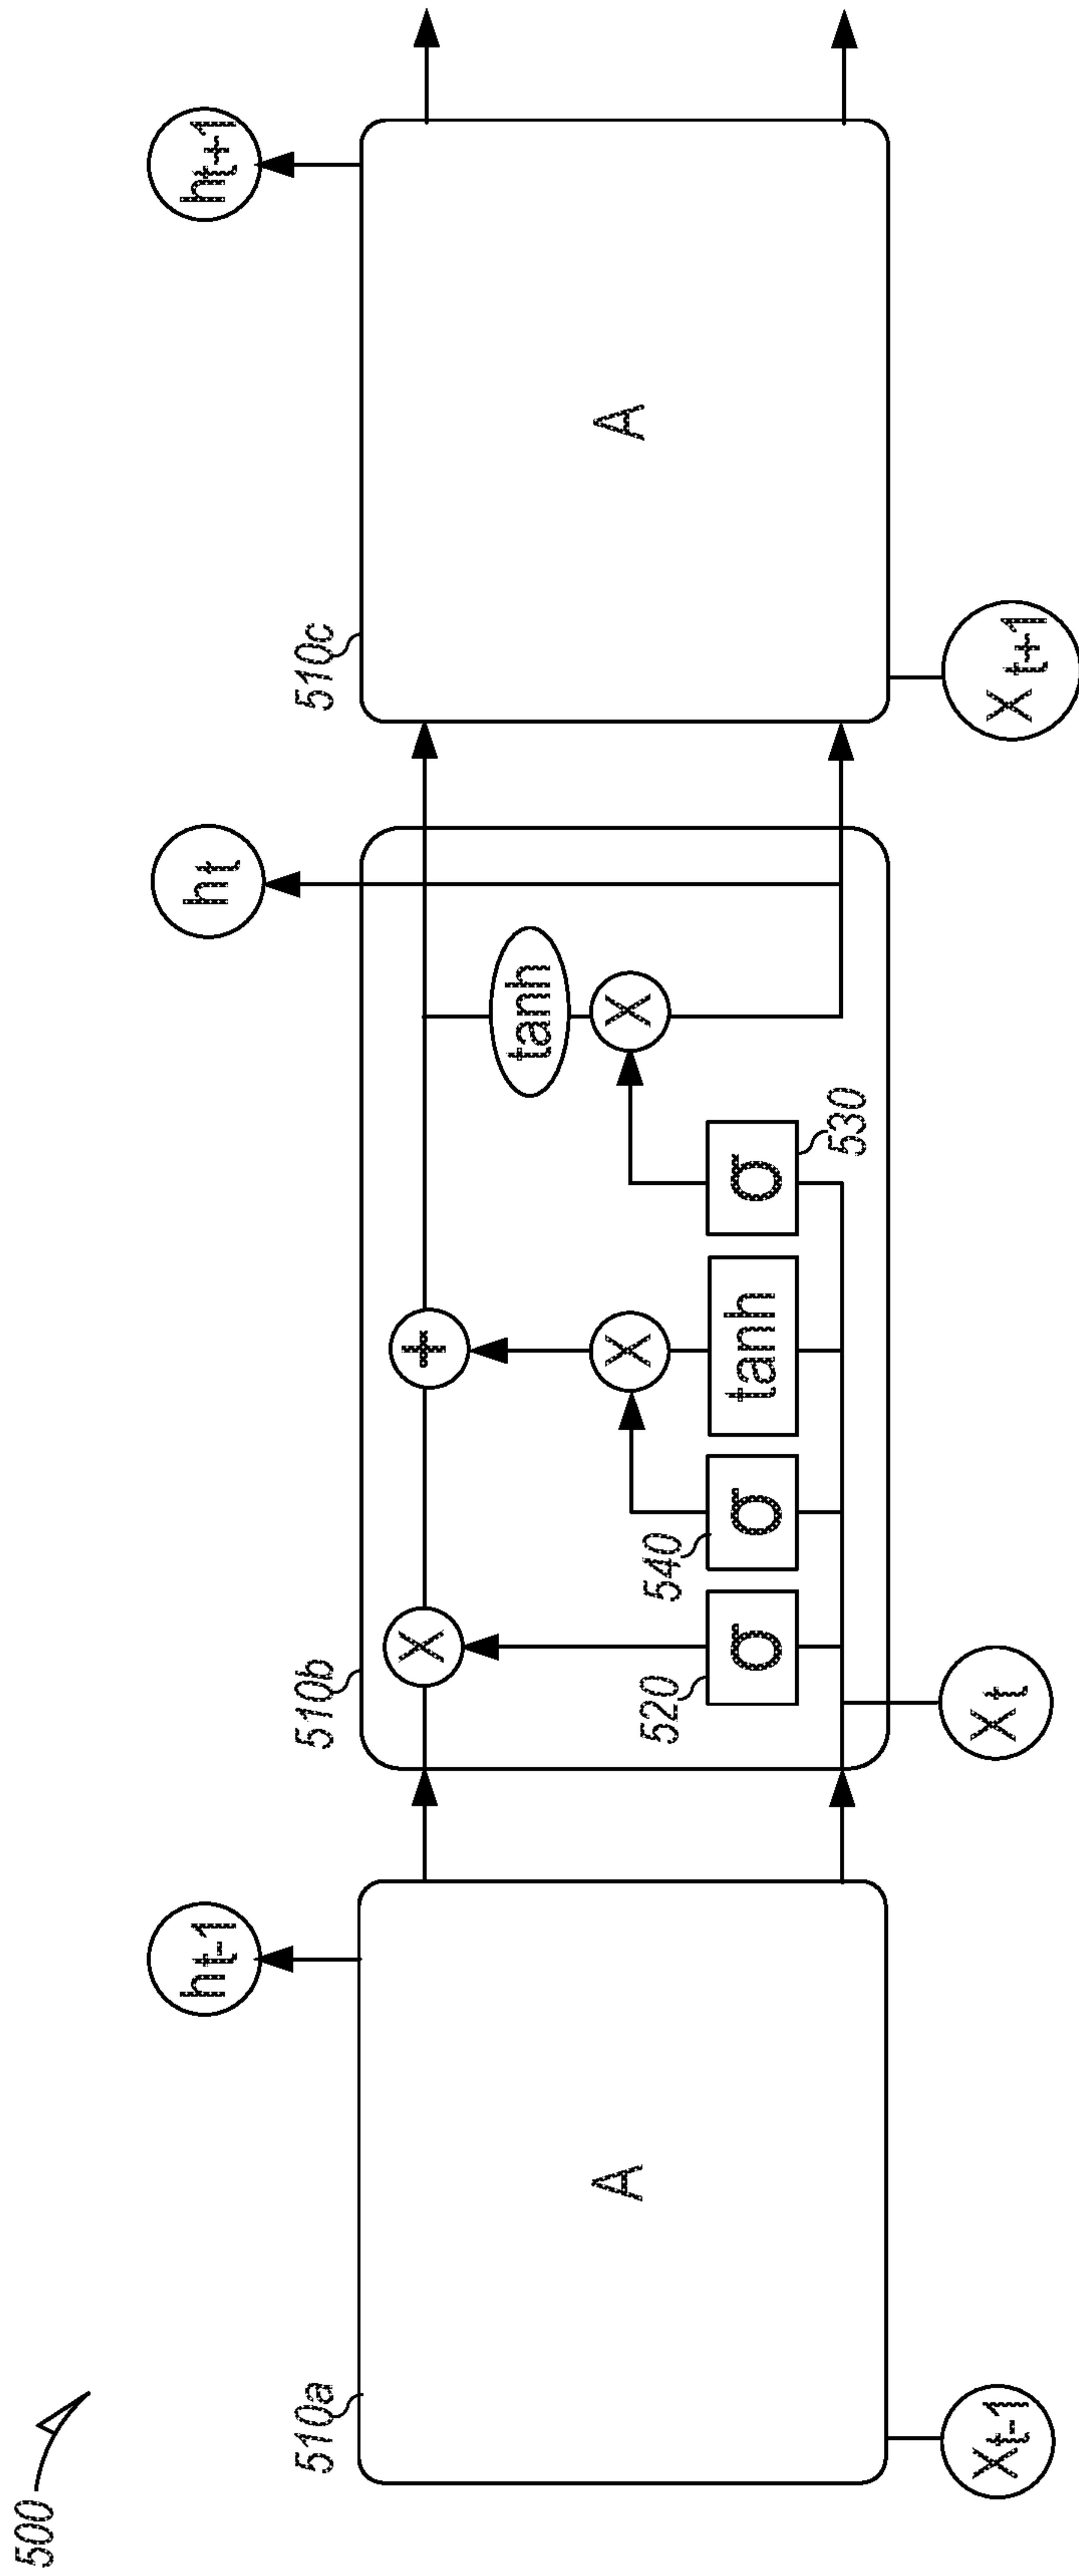 500
ht-1
ht
ht+1
510a
510b
510c
X
+
tanh
A
X
X
A
520
540
σ
σ
tanh
σ
530
Xt-1
Xt
X t+1